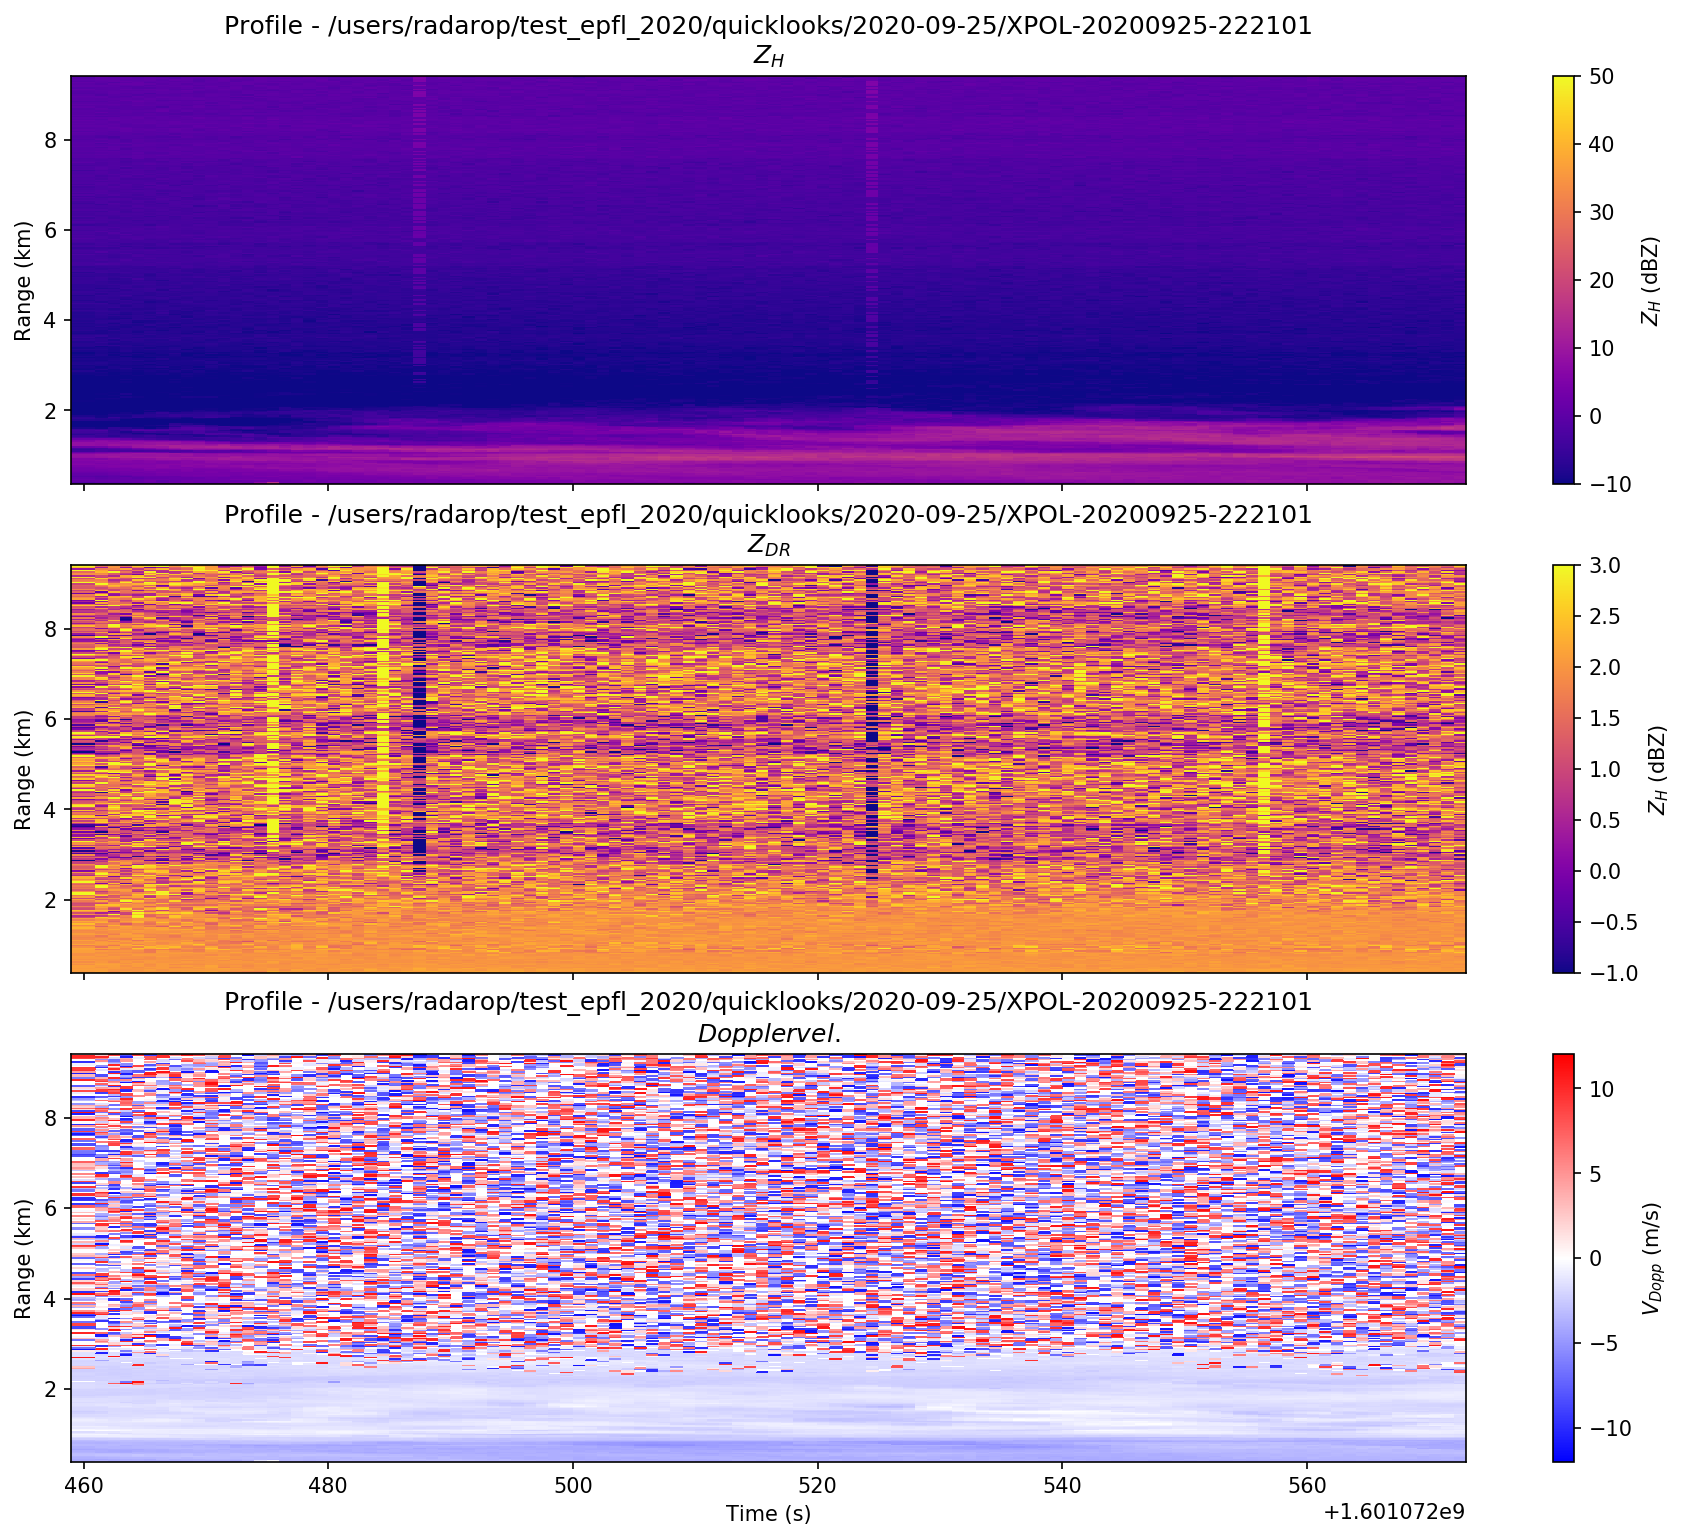 Profile - /users/radarop/test_epfl_2020/quicklooks/2020-09-25/XPOL-20200925-222101
Z_H
8
6
4
2
Range (km)
50
40
30
20
10
0
−10
Z_H (dBZ)
Profile - /users/radarop/test_epfl_2020/quicklooks/2020-09-25/XPOL-20200925-222101
Z_DR
8
6
4
2
Range (km)
3.0
2.5
2.0
1.5
1.0
0.5
0.0
−0.5
−1.0
Z_H (dBZ)
Profile - /users/radarop/test_epfl_2020/quicklooks/2020-09-25/XPOL-20200925-222101
Dopplervel.
8
6
4
2
Range (km)
10
5
0
−5
−10
V_Dopp (m/s)
460 480 500 520 540 560
Time (s)
+1.601072e9